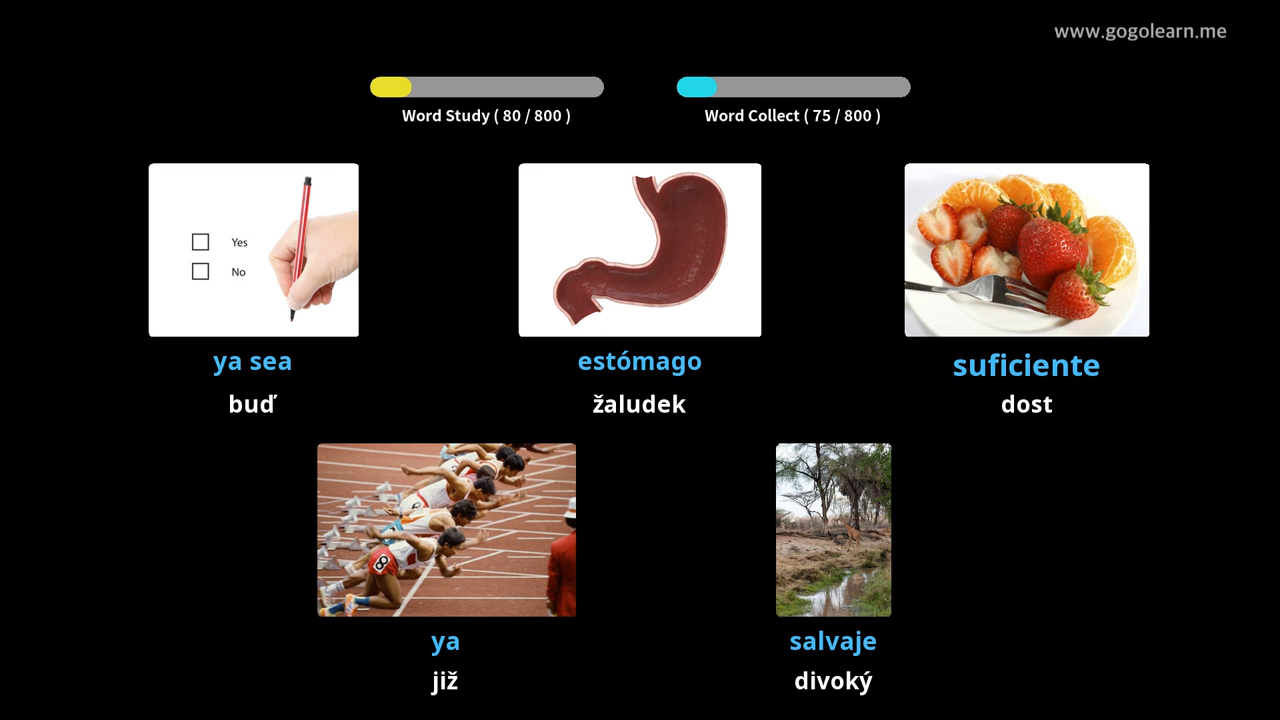 www.gogolearn.me
Word Study ( 80 / 800 )
Word Collect ( 75 / 800 )
Yes
No
ya sea
buď
estómago
žaludek
suficiente
dost
8
ya
již
salvaje
divoký